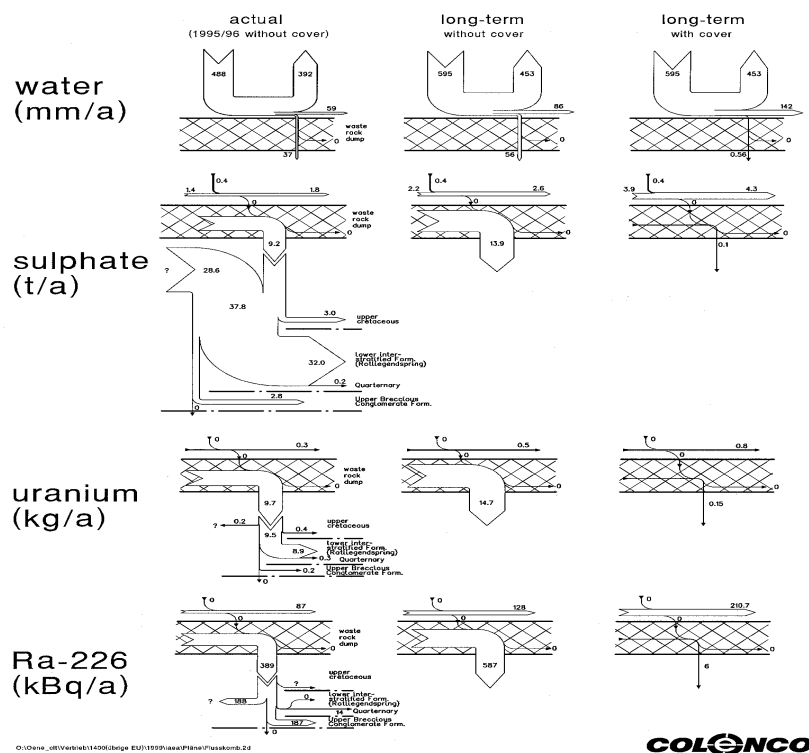 actual
(1995/96 without cover)
long-term
without cover
long-term
with cover
water
(mm/a)
488
392
59
waste
rock
dump
0
37
595
453
86
0
56
595
453
142
0
0.56
sulphate
(t/a)
0.4
1.4
1.8
0
waste
rock
dump
0
9.2
?
28.6
37.8
3.0
upper
cretaceous
32.0
lower inter-
stratified Form.
(Rotliegendspring)
0.2
Quarternary
2.8
Upper Breccious
Conglomerate Form.
0
0.4
2.2
2.6
0
0
13.9
0.4
3.9
4.3
0
0
0.1
uranium
(kg/a)
0
0.3
0
waste
rock
dump
0
9.7
?
0.2
9.5
0.4
upper
cretaceous
8.9
lower inter-
stratified Form.
(Rotliegendspring)
0.3
Quarternary
0.2
Upper Breccious
Conglomerate Form.
0
0
0.5
0
0
14.7
0
0.8
0
0
0.15
Ra-226
(kBq/a)
0
87
0
waste
rock
dump
0
389
?
upper
cretaceous
?
188
0
lower inter-
stratified Form.
(Rotliegendspring)
14
Quarternary
187
Upper Breccious
Conglomerate Form.
0
0
128
0
0
587
0
210.7
0
0
6
COLENCO